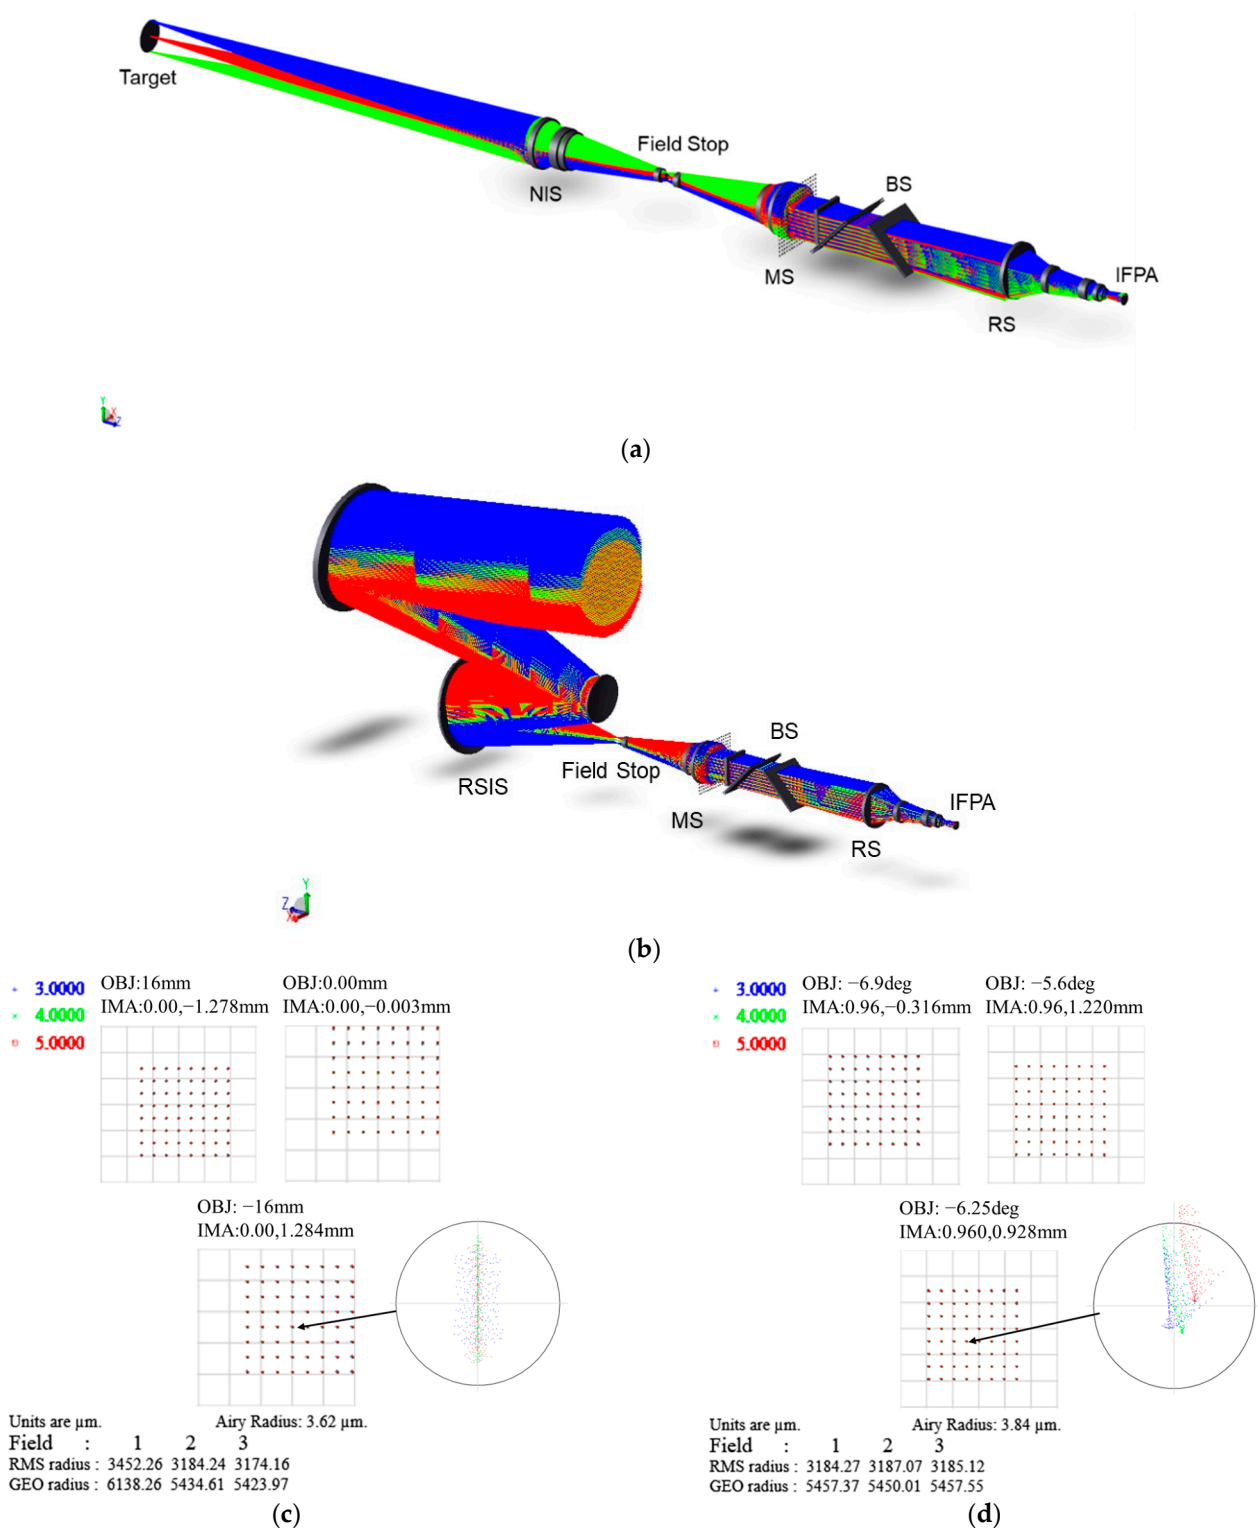 Target
NIS
Field Stop
MS
BS
RS
IFPA
Y
X
Z
(a)
RSIS
Field Stop
MS
BS
RS
IFPA
Y
Z
X
(b)
3.0000
4.0000
5.0000
OBJ:16mm
IMA:0.00,−1.278mm
OBJ:0.00mm
IMA:0.00,−0.003mm
OBJ: −16mm
IMA:0.00,1.284mm
Units are µm.
Airy Radius: 3.62 µm.
Field : 1 2 3
RMS radius : 3452.26 3184.24 3174.16
GEO radius : 6138.26 5434.61 5423.97
(c)
3.0000
4.0000
5.0000
OBJ: −6.9deg
IMA:0.96,−0.316mm
OBJ: −5.6deg
IMA:0.96,1.220mm
OBJ: −6.25deg
IMA:0.960,0.928mm
Units are µm.
Airy Radius: 3.84 µm.
Field : 1 2 3
RMS radius : 3184.27 3187.07 3185.12
GEO radius : 5457.37 5450.01 5457.55
(d)